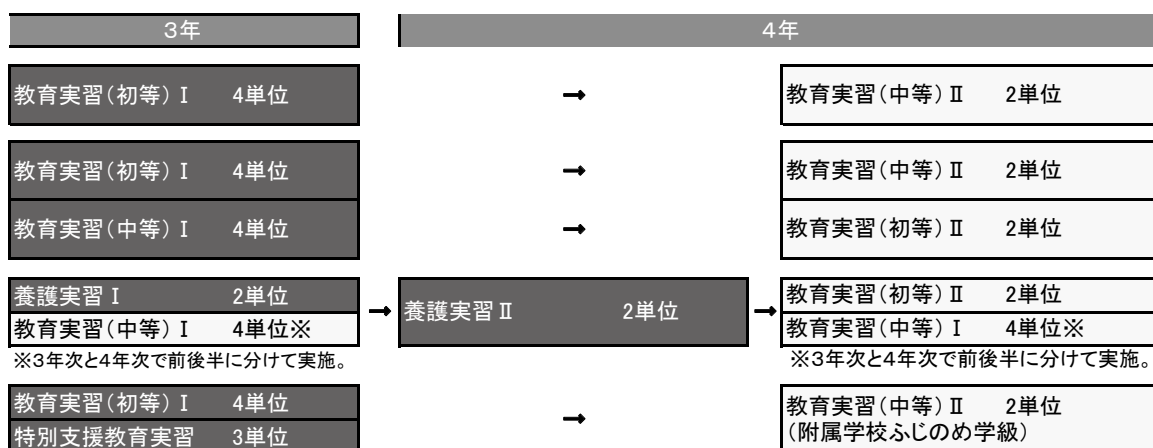 3年 4年
教育実習(初等)Ⅰ 4単位 → 教育実習(中等)Ⅱ 2単位
教育実習(初等)Ⅰ 4単位 → 教育実習(中等)Ⅱ 2単位
教育実習(中等)Ⅰ 4単位 → 教育実習(初等)Ⅱ 2単位
養護実習Ⅰ 2単位 → 養護実習Ⅱ 2単位 → 教育実習(初等)Ⅱ 2単位
教育実習(中等)Ⅰ 4単位※ 教育実習(中等)Ⅰ 4単位※
※3年次と4年次で前後半に分けて実施。 ※3年次と4年次で前後半に分けて実施。
教育実習(初等)Ⅰ 4単位 → 教育実習(中等)Ⅱ 2単位
特別支援教育実習 3単位 (附属学校ふじのめ学級)